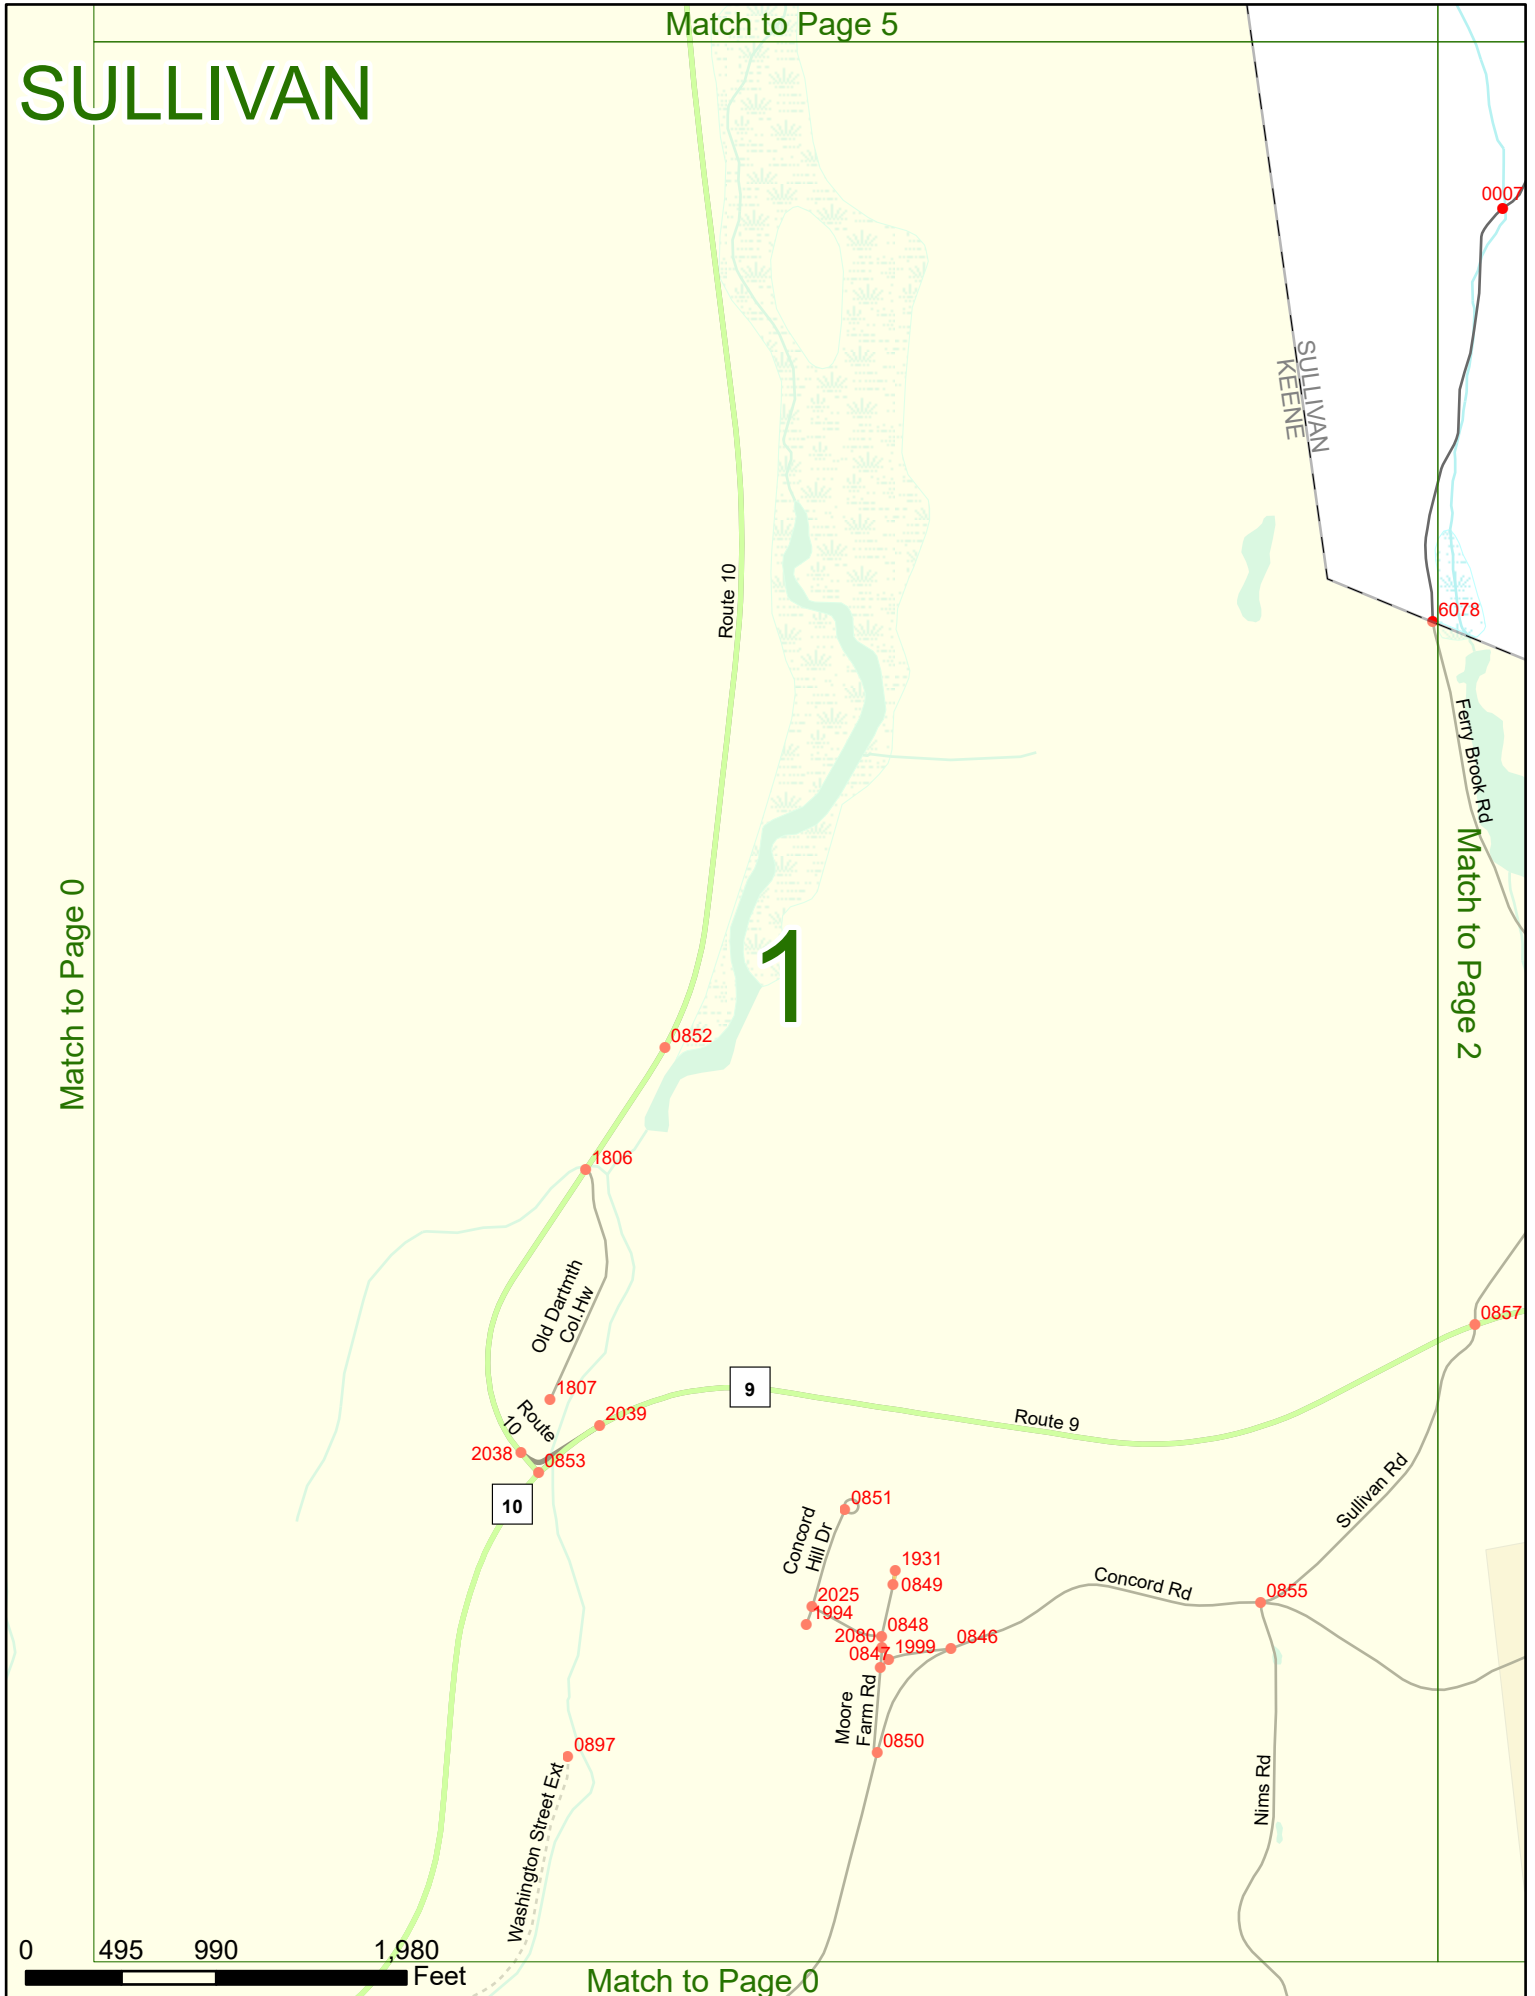 Match to Page 5
SULLIVAN
0007
SULLIVAN
KEENE
Route 10
6078
Ferry Brook Rd
Match to Page 0
1
Match to Page 2
0852
1806
Old Dartmth
Col.Hw
0857
1807
9
Route
10
2039
Route 9
2038
0853
10
Sullivan Rd
0851
Concord
Hill Dr
1931
0849
Concord Rd
0855
2025
1994
0848
2080
1999
0846
0847
Moore
Farm Rd
0850
0897
Washington Street Ext
Nims Rd
0 495 990 1,980
Feet
Match to Page 0